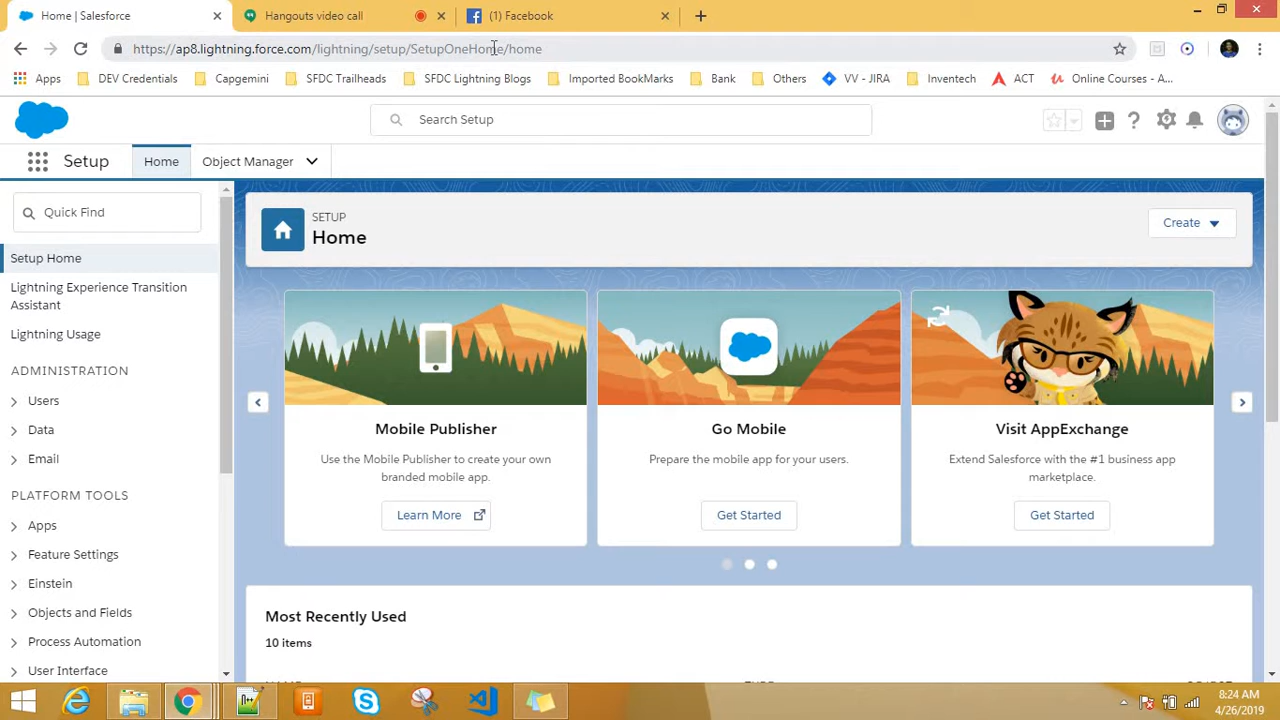 Home | Salesforce
Hangouts video call
(1) Facebook
https://ap8.lightning.force.com/lightning/setup/SetupOneHome/home
Apps
DEV Credentials
Capgemini
SFDC Trailheads
SFDC Lightning Blogs
Imported BookMarks
Bank
Others
VV - JIRA
Inventech
ACT
Online Courses - A...
Search Setup
Setup
Home
Object Manager
Quick Find
SETUP
Home
Create
Setup Home
Lightning Experience Transition
Assistant
Lightning Usage
ADMINISTRATION
Users
Data
Email
PLATFORM TOOLS
Apps
Feature Settings
Einstein
Objects and Fields
Process Automation
User Interface
Mobile Publisher
Use the Mobile Publisher to create your own
branded mobile app.
Learn More
Go Mobile
Prepare the mobile app for your users.
Get Started
Visit AppExchange
Extend Salesforce with the #1 business app
marketplace.
Get Started
Most Recently Used
10 items
8:24 AM
4/26/2019